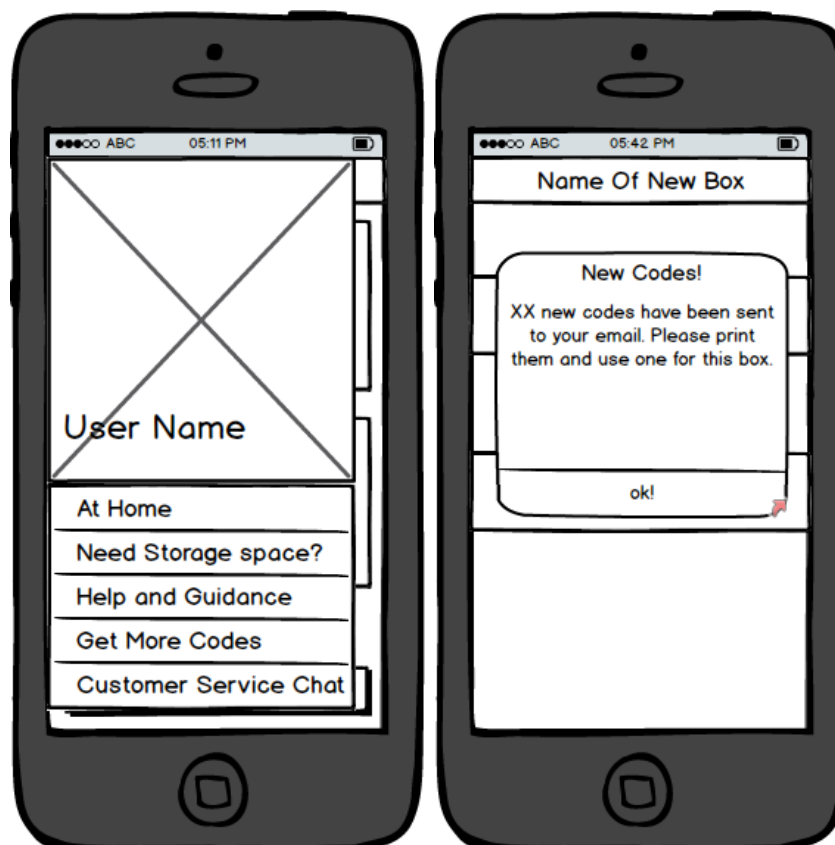 ABC 05:11 PM
User Name
At Home
Need Storage space?
Help and Guidance
Get More Codes
Customer Service Chat
ABC 05:42 PM
Name Of New Box
New Codes!
XX new codes have been sent
to your email. Please print
them and use one for this box.
ok!